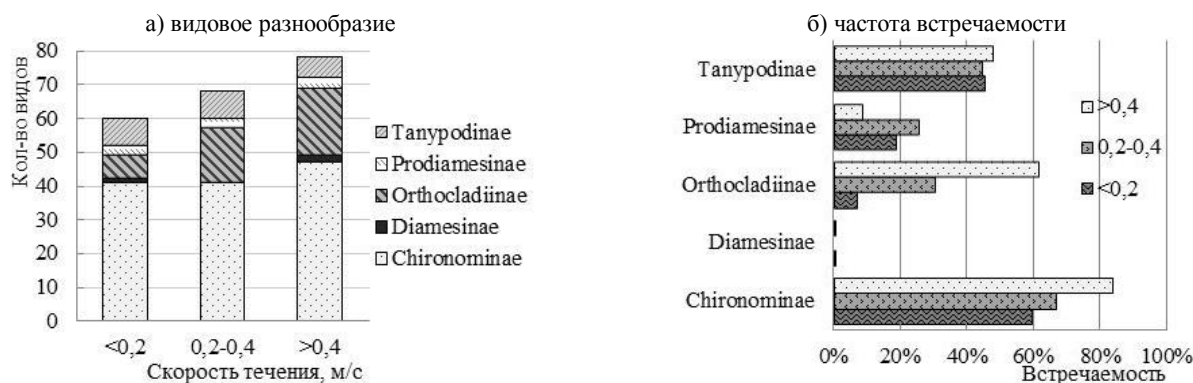 а) видовое разнообразие
Кол-во видов
80
70
60
50
40
30
20
10
0
<0,2
0,2-0,4
>0,4
Скорость течения, м/с
Tanypodinae
Prodiamesinae
Orthocladiinae
Diamesinae
Chironominae
б) частота встречаемости
Tanypodinae
Prodiamesinae
Orthocladiinae
Diamesinae
Chironominae
>0,4
0,2-0,4
<0,2
0%
20%
40%
60%
80%
100%
Встречаемость